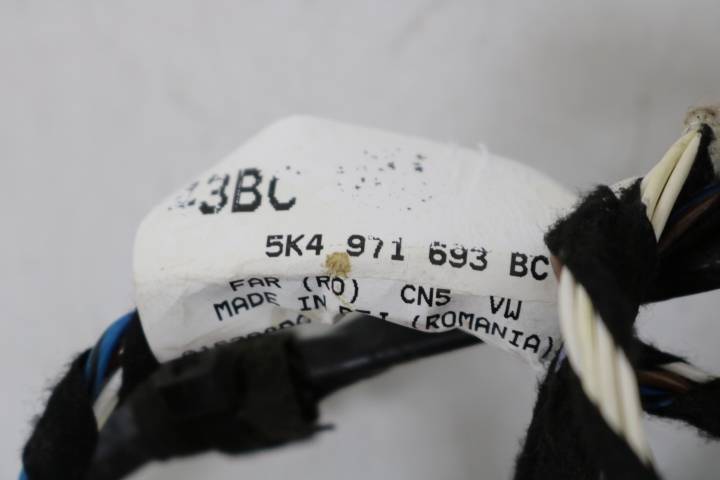 3BC
5K4 971 693 BC
FAR (RO) CN5 VW
MADE IN (ROMANIA)